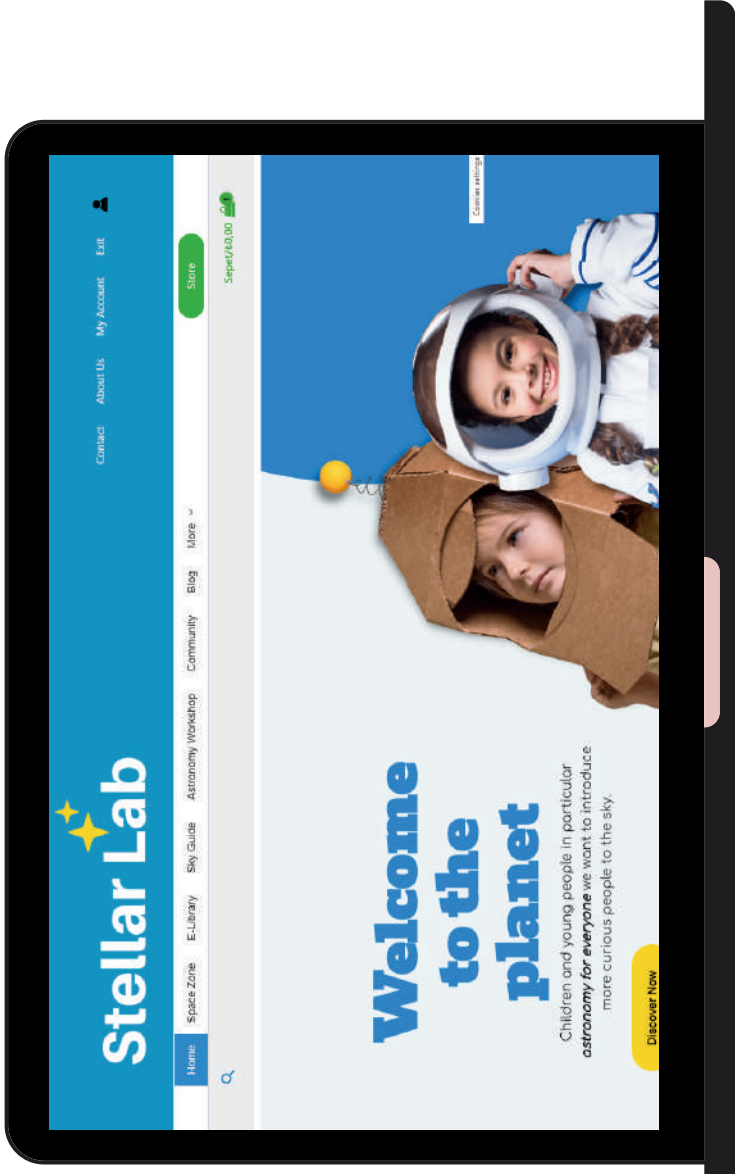 Stellar Lab
Contact About Us My Account Exit
Home Space Zone E-Library Sky Guide Astronomy Workshop Community Blog More Store
Sepet/₺0,00
Welcome
to the
planet
Children and young people in particular
astronomy for everyone we want to introduce
more curious people to the sky.
Discover Now
Cookies settings